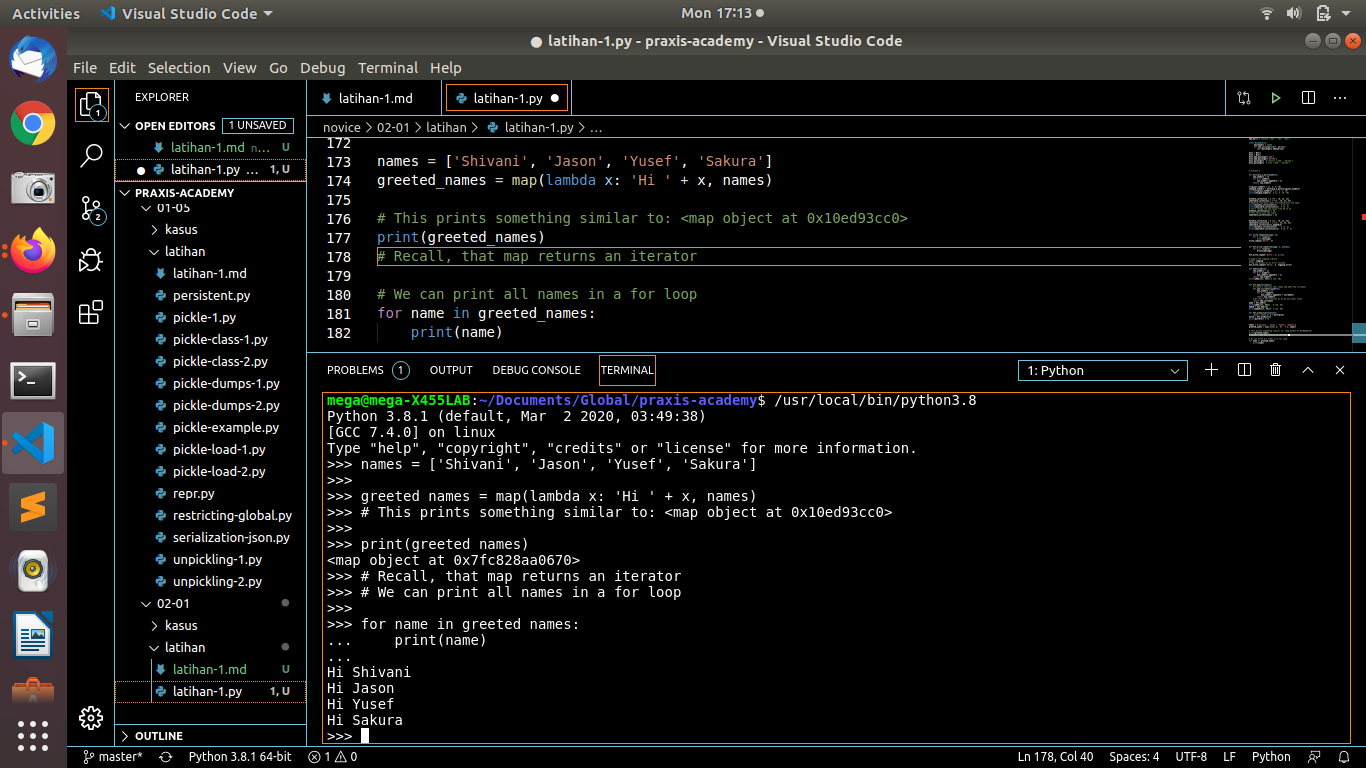 Activities Visual Studio Code Mon 17:13
latihan-1.py - praxis-academy - Visual Studio Code
File Edit Selection View Go Debug Terminal Help
EXPLORER
OPEN EDITORS 1 UNSAVED
latihan-1.md n... U
latihan-1.py ... 1, U
PRAXIS-ACADEMY
01-05
kasus
latihan
latihan-1.md
persistent.py
pickle-1.py
pickle-class-1.py
pickle-class-2.py
pickle-dumps-1.py
pickle-dumps-2.py
pickle-example.py
pickle-load-1.py
pickle-load-2.py
repr.py
restricting-global.py
serialization-json.py
unpickling-1.py
unpickling-2.py
02-01
kasus
latihan
latihan-1.md U
latihan-1.py 1, U
OUTLINE
1
2
latihan-1.md latihan-1.py
novice > 02-01 > latihan > latihan-1.py > ...
172
173 names = ['Shivani', 'Jason', 'Yusef', 'Sakura']
174 greeted_names = map(lambda x: 'Hi ' + x, names)
175
176 # This prints something similar to: <map object at 0x10ed93cc0>
177 print(greeted_names)
178 # Recall, that map returns an iterator
179
180 # We can print all names in a for loop
181 for name in greeted_names:
182 print(name)
PROBLEMS 1 OUTPUT DEBUG CONSOLE TERMINAL 1: Python
mega@mega-X455LAB:~/Documents/Global/praxis-academy$ /usr/local/bin/python3.8
Python 3.8.1 (default, Mar  2 2020, 03:49:38)
[GCC 7.4.0] on linux
Type "help", "copyright", "credits" or "license" for more information.
>>> names = ['Shivani', 'Jason', 'Yusef', 'Sakura']
>>>
>>> greeted names = map(lambda x: 'Hi ' + x, names)
>>> # This prints something similar to: <map object at 0x10ed93cc0>
>>>
>>> print(greeted names)
<map object at 0x7fc828aa0670>
>>> # Recall, that map returns an iterator
>>> # We can print all names in a for loop
>>>
>>> for name in greeted names:
...     print(name)
...
Hi Shivani
Hi Jason
Hi Yusef
Hi Sakura
>>>
master* Python 3.8.1 64-bit 1 0 Ln 178, Col 40 Spaces: 4 UTF-8 LF Python